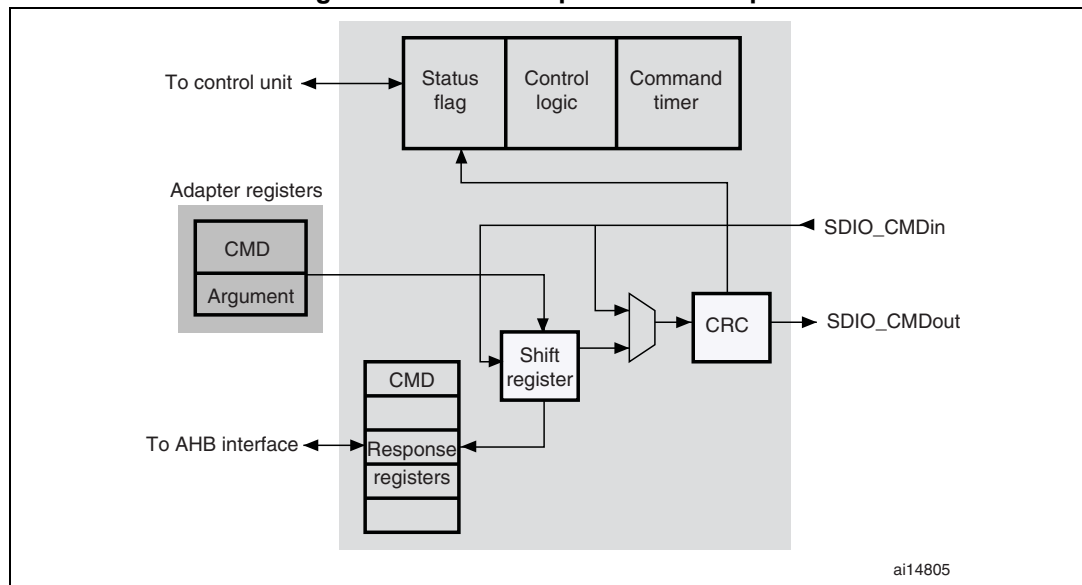 To control unit
Status
flag
Control
logic
Command
timer
Adapter registers
CMD
Argument
SDIO_CMDin
SDIO_CMDout
CRC
Shift
register
CMD
To AHB interface
Response
registers
ai14805